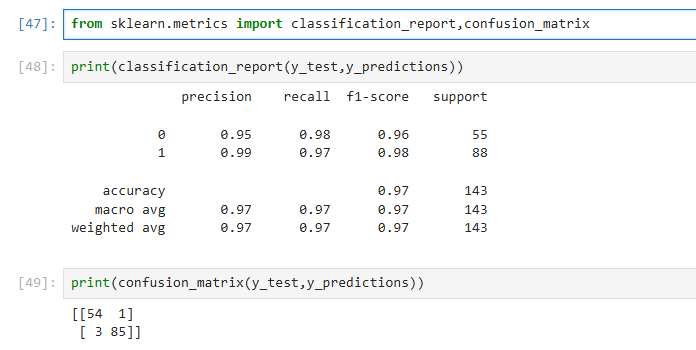 [47]: from sklearn.metrics import classification_report,confusion_matrix
[48]: print(classification_report(y_test,y_predictions))
precision recall f1-score support
0 0.95 0.98 0.96 55
1 0.99 0.97 0.98 88
accuracy 0.97 143
macro avg 0.97 0.97 0.97 143
weighted avg 0.97 0.97 0.97 143
[49]: print(confusion_matrix(y_test,y_predictions))
[[54 1]
[ 3 85]]